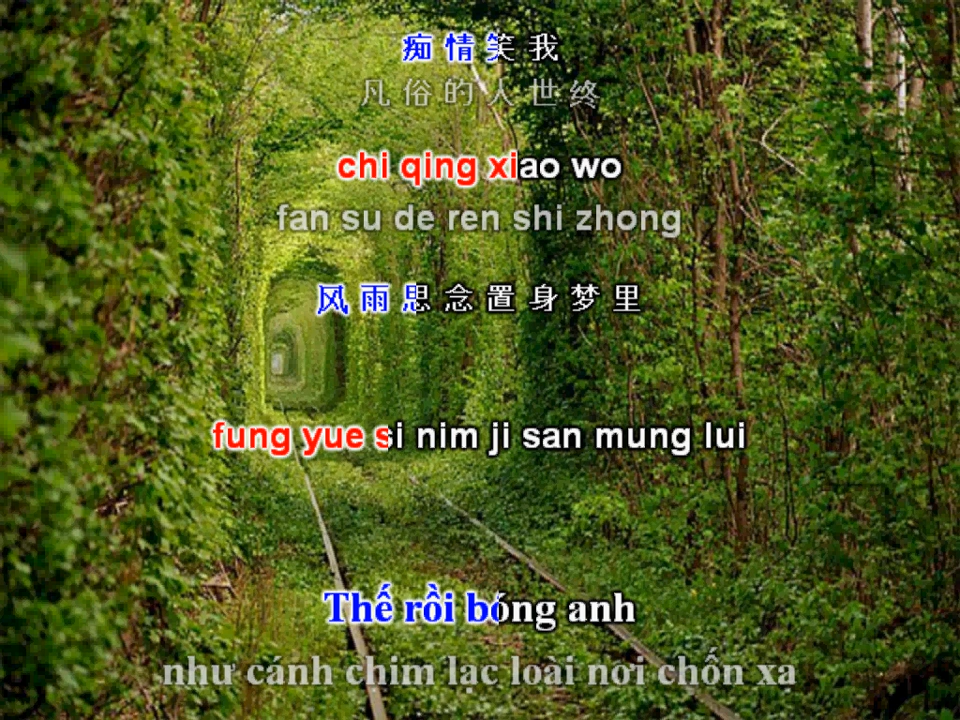 痴情笑我
凡俗的人世终
chi qing xiao wo
fan su de ren shi zhong
风雨思念置身梦里
fung yue si nim ji san mung lui
Thế rồi bóng anh
như cánh chim lạc loài nơi chốn xa